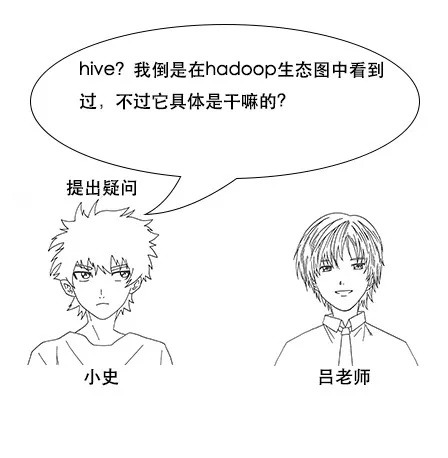 hive？我倒是在hadoop生态图中看到
过，不过它具体是干嘛的？
提出疑问
小史
吕老师